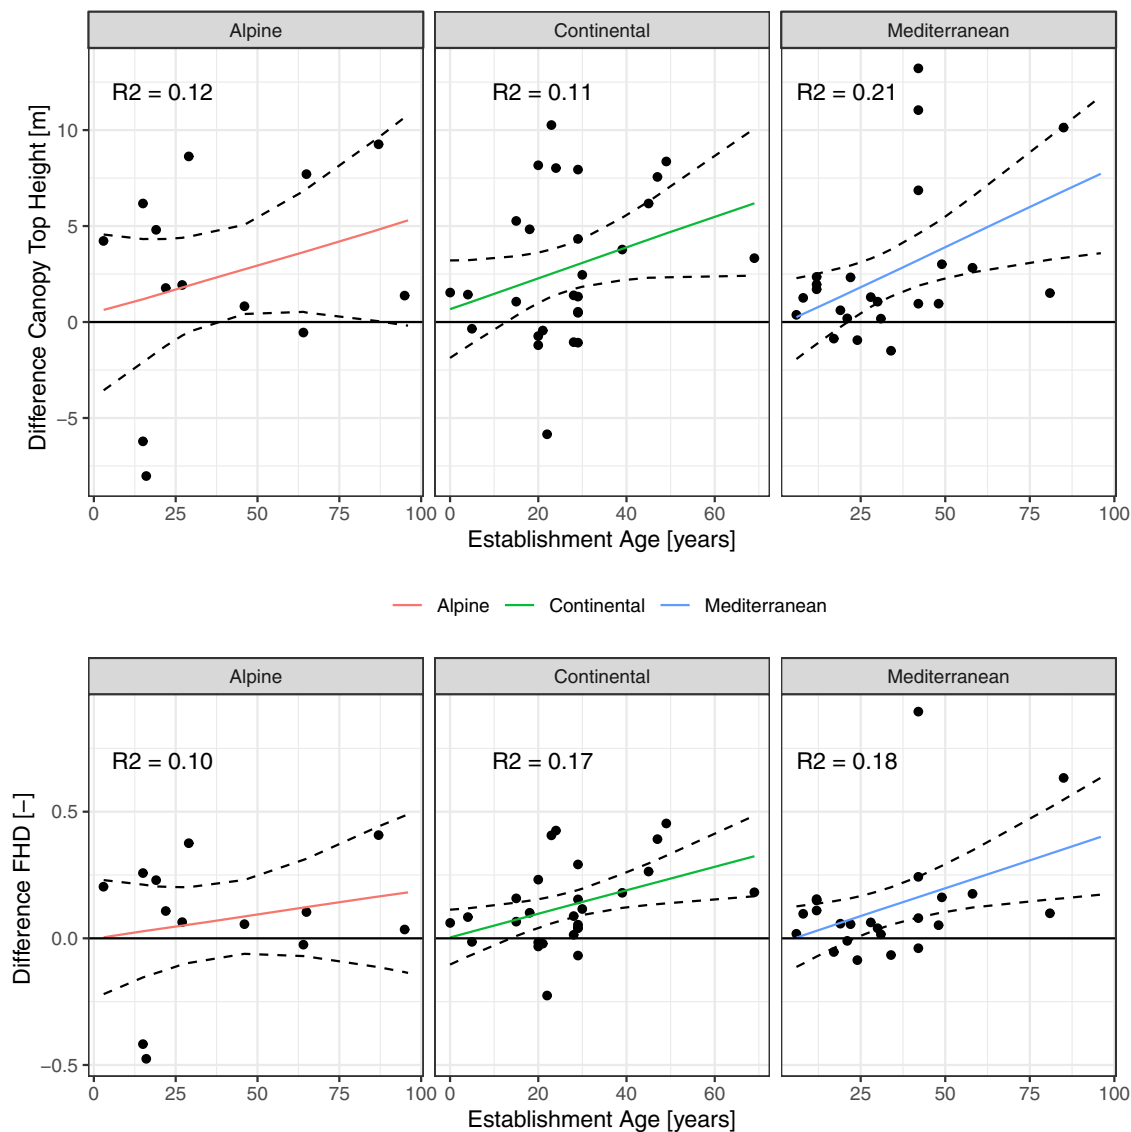 Alpine Continental Mediterranean
R2 = 0.12 R2 = 0.11 R2 = 0.21
Difference Canopy Top Height [m]
10
5
0
−5
0 25 50 75 100 0 20 40 60 25 50 75 100
Establishment Age [years]
Alpine Continental Mediterranean
Alpine Continental Mediterranean
R2 = 0.10 R2 = 0.17 R2 = 0.18
Difference FHD [−]
0.5
0.0
−0.5
0 25 50 75 100 0 20 40 60 25 50 75 100
Establishment Age [years]